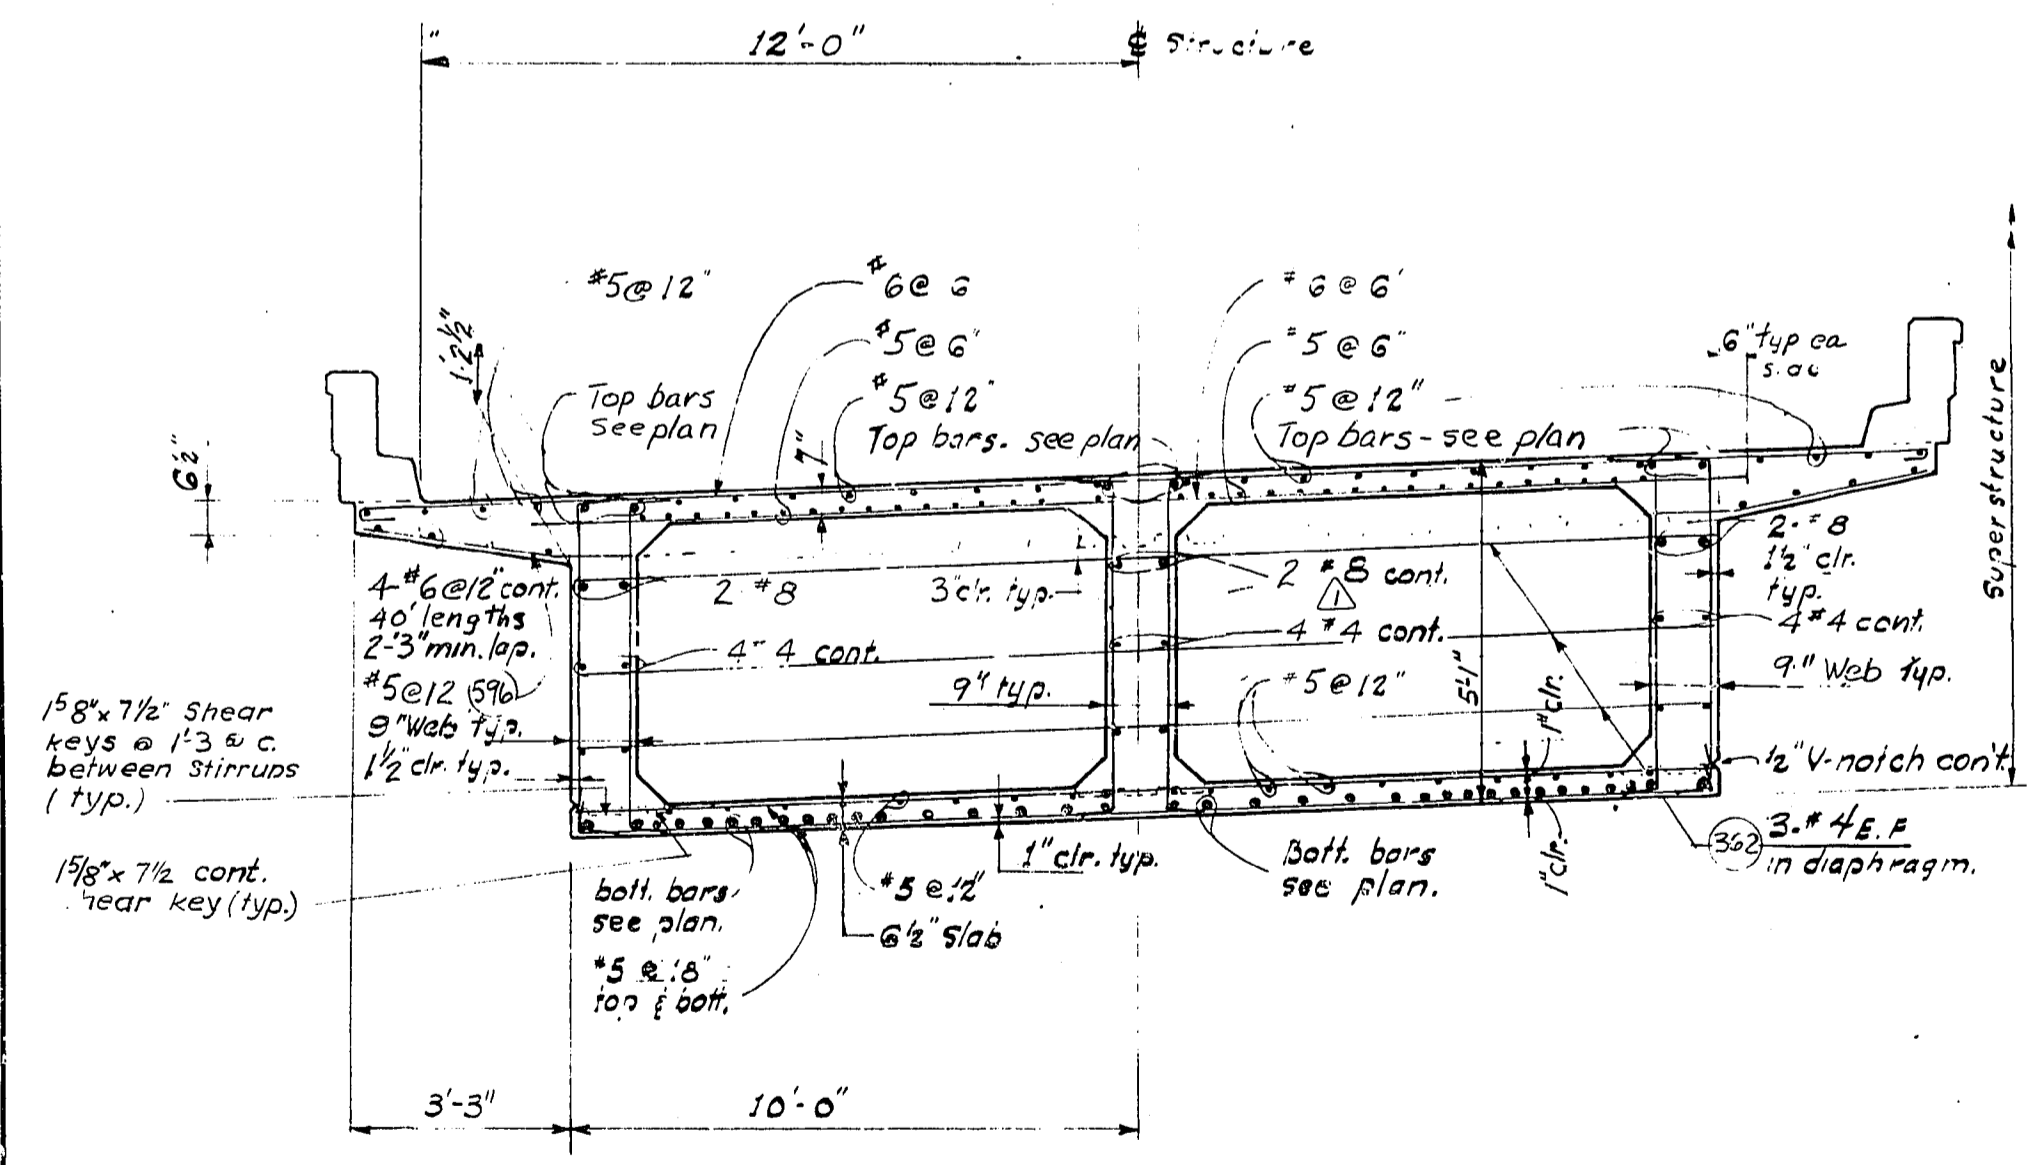 12'-0"
℄ Structure
#5@12"
#6@6
#5@6"
#5@12"
Top bars. see plan
#6@6'
#5@6"
#5@12"
Top bars - see plan
6" typ ea
1'-2½"
Top bars
See plan
7"
6½"
Superstructure
4-#6@12" cont.
40' lengths
2'-3" min. lap.
#5@12 (596)
9" Web typ.
1½" clr. typ.
2 #8
3" clr. typ.
2 #8 cont.
1
4 #4 cont.
4 - 4 cont.
2-#8
1½" clr.
typ.
4 #4 cont.
9" Web typ.
9" typ.
#5@12"
5'-1"
1" clr.
½" V-notch con't.
1⅝" x 7½" Shear
keys @ 1'-3
between Stirrups
(typ.)
1⅝" x 7½ cont.
key (typ.)
bott. bars
see plan.
#5 @ 18"
top & bott.
#5@12"
6½" Slab
1" clr. typ.
Bott. bars
see plan.
1" clr.
362
3-#4 E.F
in diaphragm.
3'-3"
10'-0"